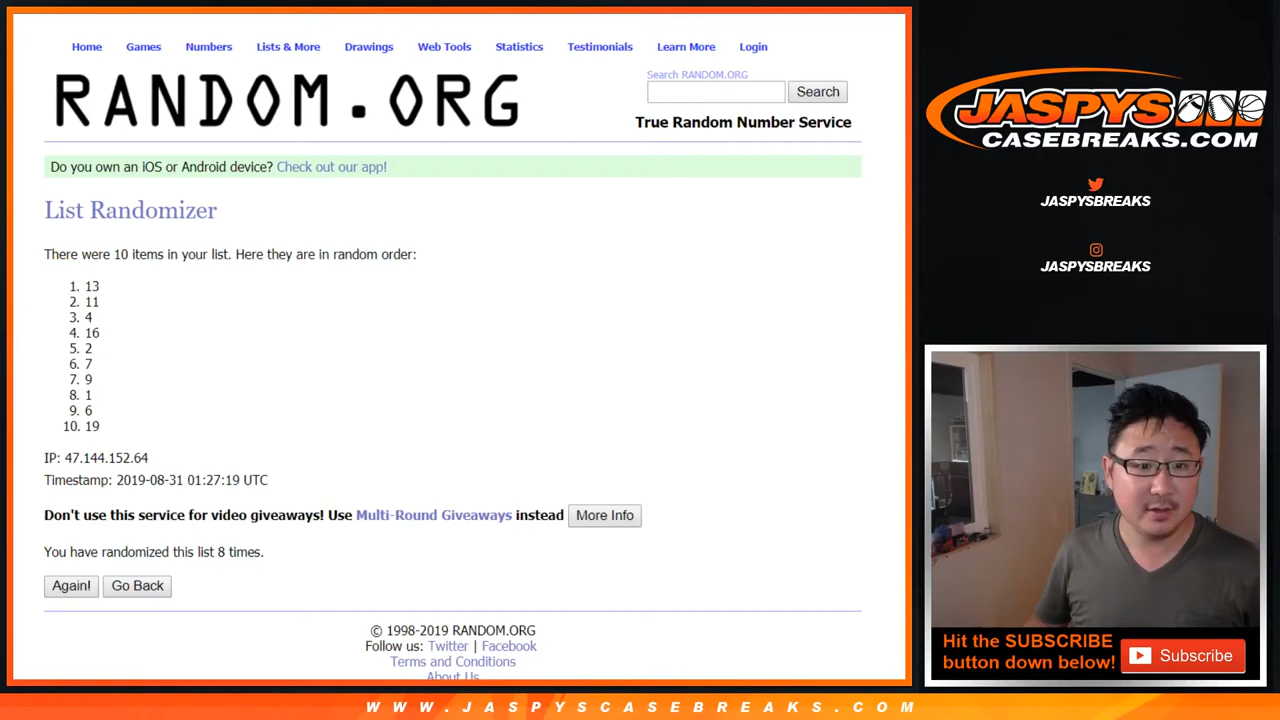 Home Games Numbers Lists & More Drawings Web Tools Statistics Testimonials Learn More Login
RANDOM.ORG
Search RANDOM.ORG
Search
True Random Number Service
Do you own an iOS or Android device? Check out our app!
List Randomizer
There were 10 items in your list. Here they are in random order:
1. 13
2. 11
3. 4
4. 16
5. 2
6. 7
7. 9
8. 1
9. 6
10. 19
IP: 47.144.152.64
Timestamp: 2019-08-31 01:27:19 UTC
Don't use this service for video giveaways! Use Multi-Round Giveaways instead More Info
You have randomized this list 8 times.
Again! Go Back
© 1998-2019 RANDOM.ORG
Follow us: Twitter | Facebook
Terms and Conditions
About Us
JASPYS
CASEBREAKS.COM
JASPYSBREAKS
JASPYSBREAKS
Hit the SUBSCRIBE
button down below!
Subscribe
WWW.JASPYSCASEBREAKS.COM